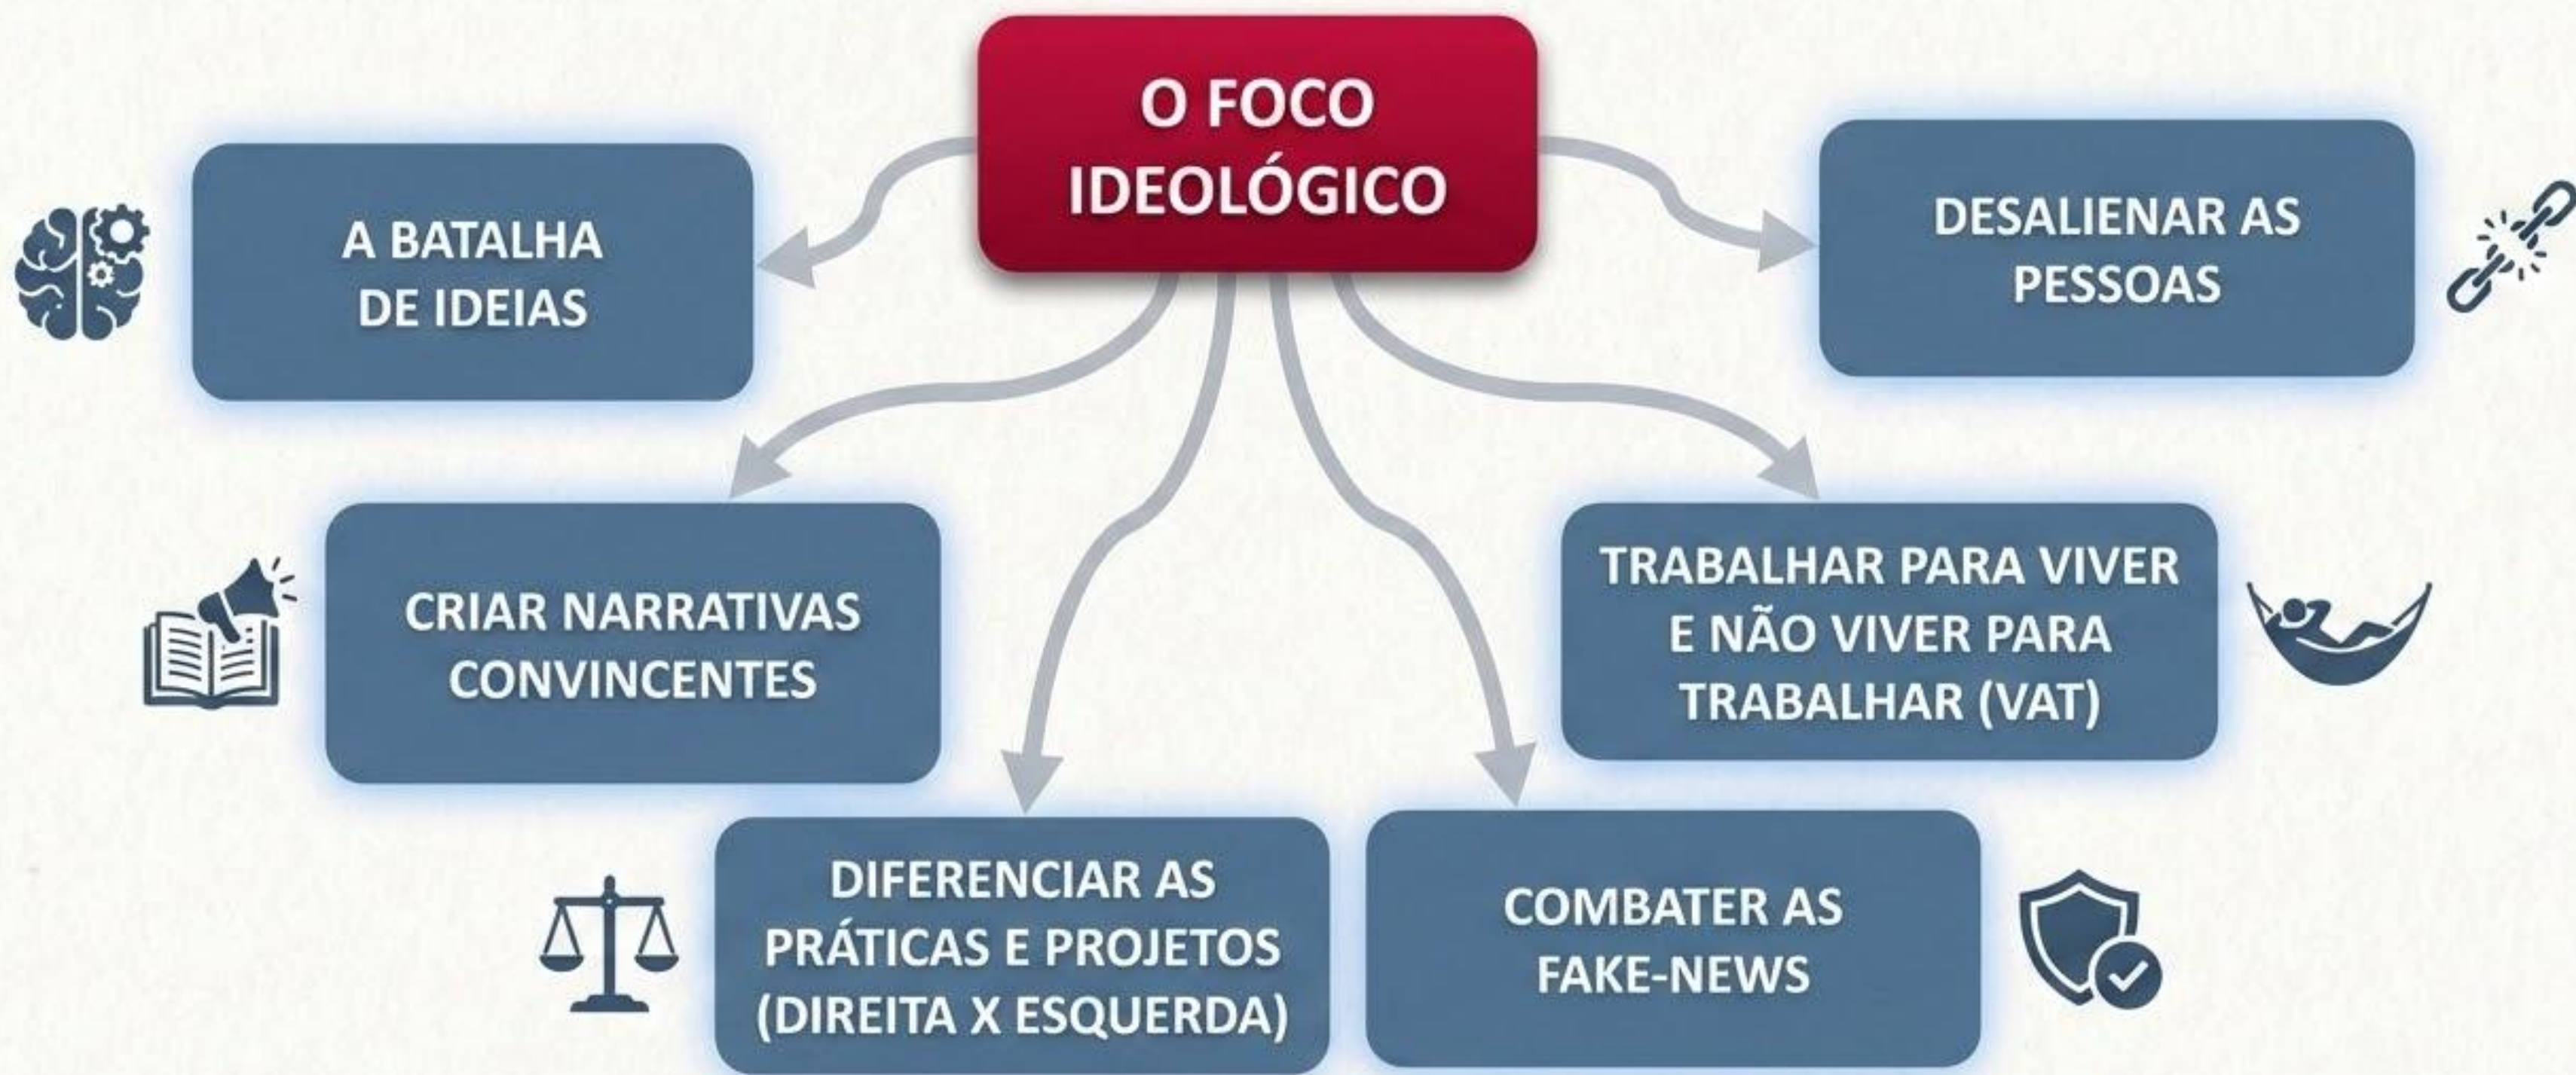 O FOCO
IDEOLÓGICO
A BATALHA
DE IDEIAS
DESALIENAR AS
PESSOAS
CRIAR NARRATIVAS
CONVINCENTES
TRABALHAR PARA VIVER
E NÃO VIVER PARA
TRABALHAR (VAT)
DIFERENCIAR AS
PRÁTICAS E PROJETOS
(DIREITA X ESQUERDA)
COMBATER AS
FAKE-NEWS